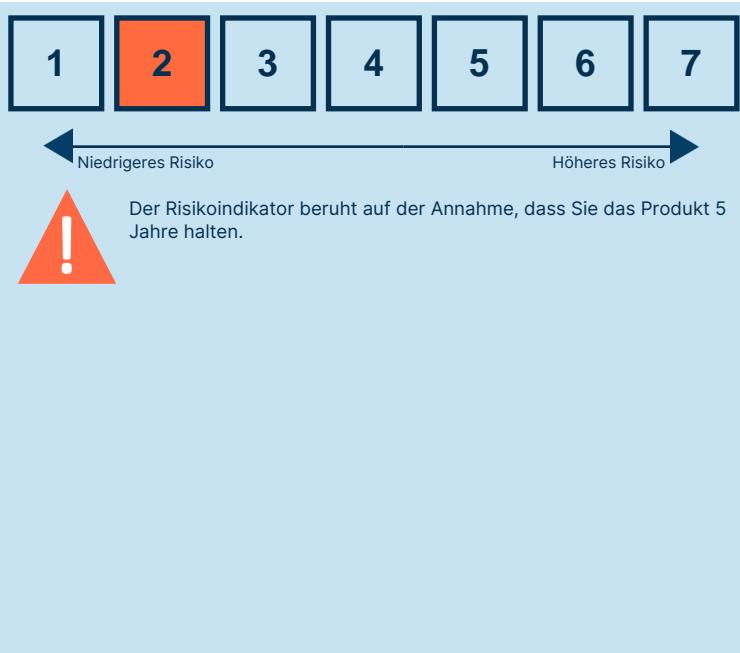 1 2 3 4 5 6 7
Niedrigeres Risiko Höheres Risiko
Der Risikoindikator beruht auf der Annahme, dass Sie das Produkt 5
Jahre halten.
!